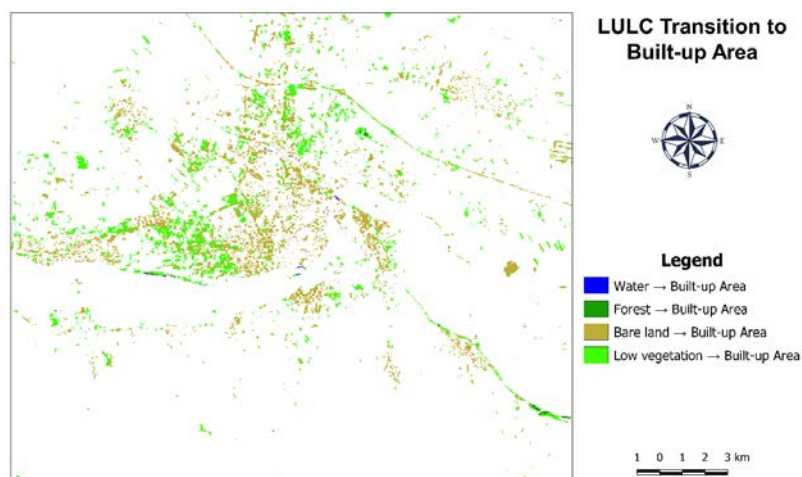 LULC Transition to
Built-up Area
N
W E
S
Legend
Water → Built-up Area
Forest → Built-up Area
Bare land → Built-up Area
Low vegetation → Built-up Area
1 0 1 2 3 km